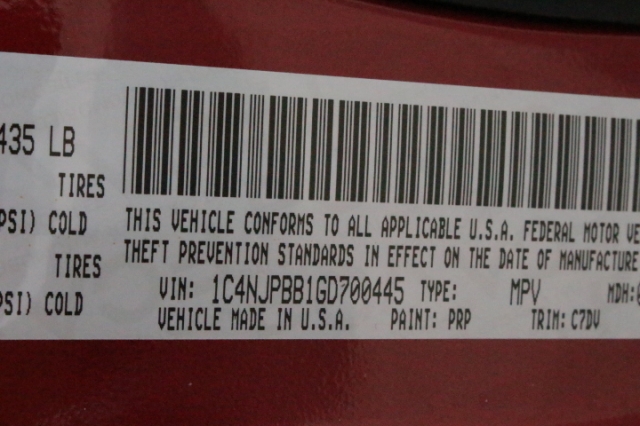 435 LB
TIRES
PSI) COLD
TIRES
PSI) COLD
THIS VEHICLE CONFORMS TO ALL APPLICABLE U.S.A. FEDERAL MOTOR VE
THEFT PREVENTION STANDARDS IN EFFECT ON THE DATE OF MANUFACTURE
VIN: 1C4NJPBB1GD700445 TYPE: MPV MDH:
VEHICLE MADE IN U.S.A. PAINT: PRP TRIM: C7DV